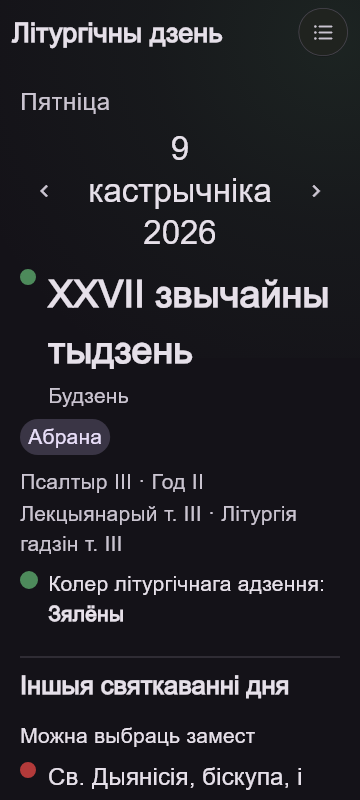 Літургічны дзень
Пятніца
9
кастрычніка
2026
XXVII звычайны
тыдзень
Будзень
Абрана
Псалтыр III · Год II
Лекцыянарый т. III · Літургія
гадзін т. III
Колер літургічнага адзення:
Зялёны
Іншыя святкаванні дня
Можна выбраць замест
Св. Дыянісія, біскупа, і